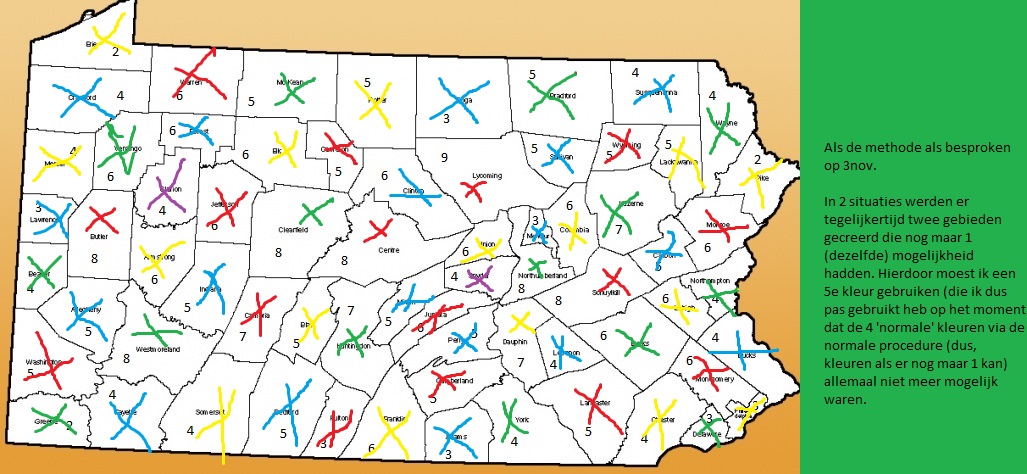 Erie
2
Warren
6
McKean
5
Potter
5
Tioga
3
Bradford
5
Susquehanna
4
Wayne
4
Crawford
4
Forest
6
Venango
6
Mercer
4
Elk
6
Cameron
5
9
Lycoming
Sullivan
5
Wyoming
5
Lackawanna
5
Pike
2
Clarion
4
Jefferson
6
Clinton
6
Lawrence
3
Butler
8
Clearfield
8
Centre
8
Union
6
3
Columbia
6
Luzerne
7
Monroe
6
Carbon
Beaver
4
Armstrong
6
Indiana
5
Snyder
4
Northumberland
8
8
Schuylkill
Northampton
Allegheny
5
Westmoreland
8
Cambria
7
Blair
5
Huntingdon
7
Mifflin
5
Juniata
6
Perry
Dauphin
7
Lebanon
4
6
Berks
6
4
Bucks
Washington
5
Cumberland
Montgomery
6
Greene
2
Fayette
4
Somerset
4
Bedford
5
Fulton
3
Franklin
6
Adams
3
York
4
Lancaster
5
Chester
4
3
Delaware
Als de methode als besproken
op 3nov.
In 2 situaties werden er
tegelijkertijd twee gebieden
gecreerd die nog maar 1
(dezelfde) mogelijkheid
hadden. Hierdoor moest ik een
5e kleur gebruiken (die ik dus
pas gebruikt heb op het moment
dat de 4 'normale' kleuren via de
normale procedure (dus,
kleuren als er nog maar 1 kan)
allemaal niet meer mogelijk
waren.